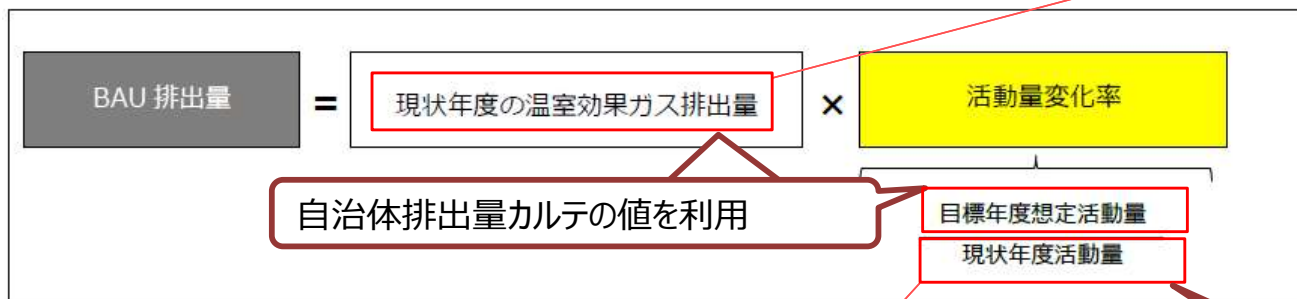 BAU 排出量 = 現状年度の温室効果ガス排出量 × 活動量変化率
自治体排出量カルテの値を利用
目標年度想定活動量
現状年度活動量